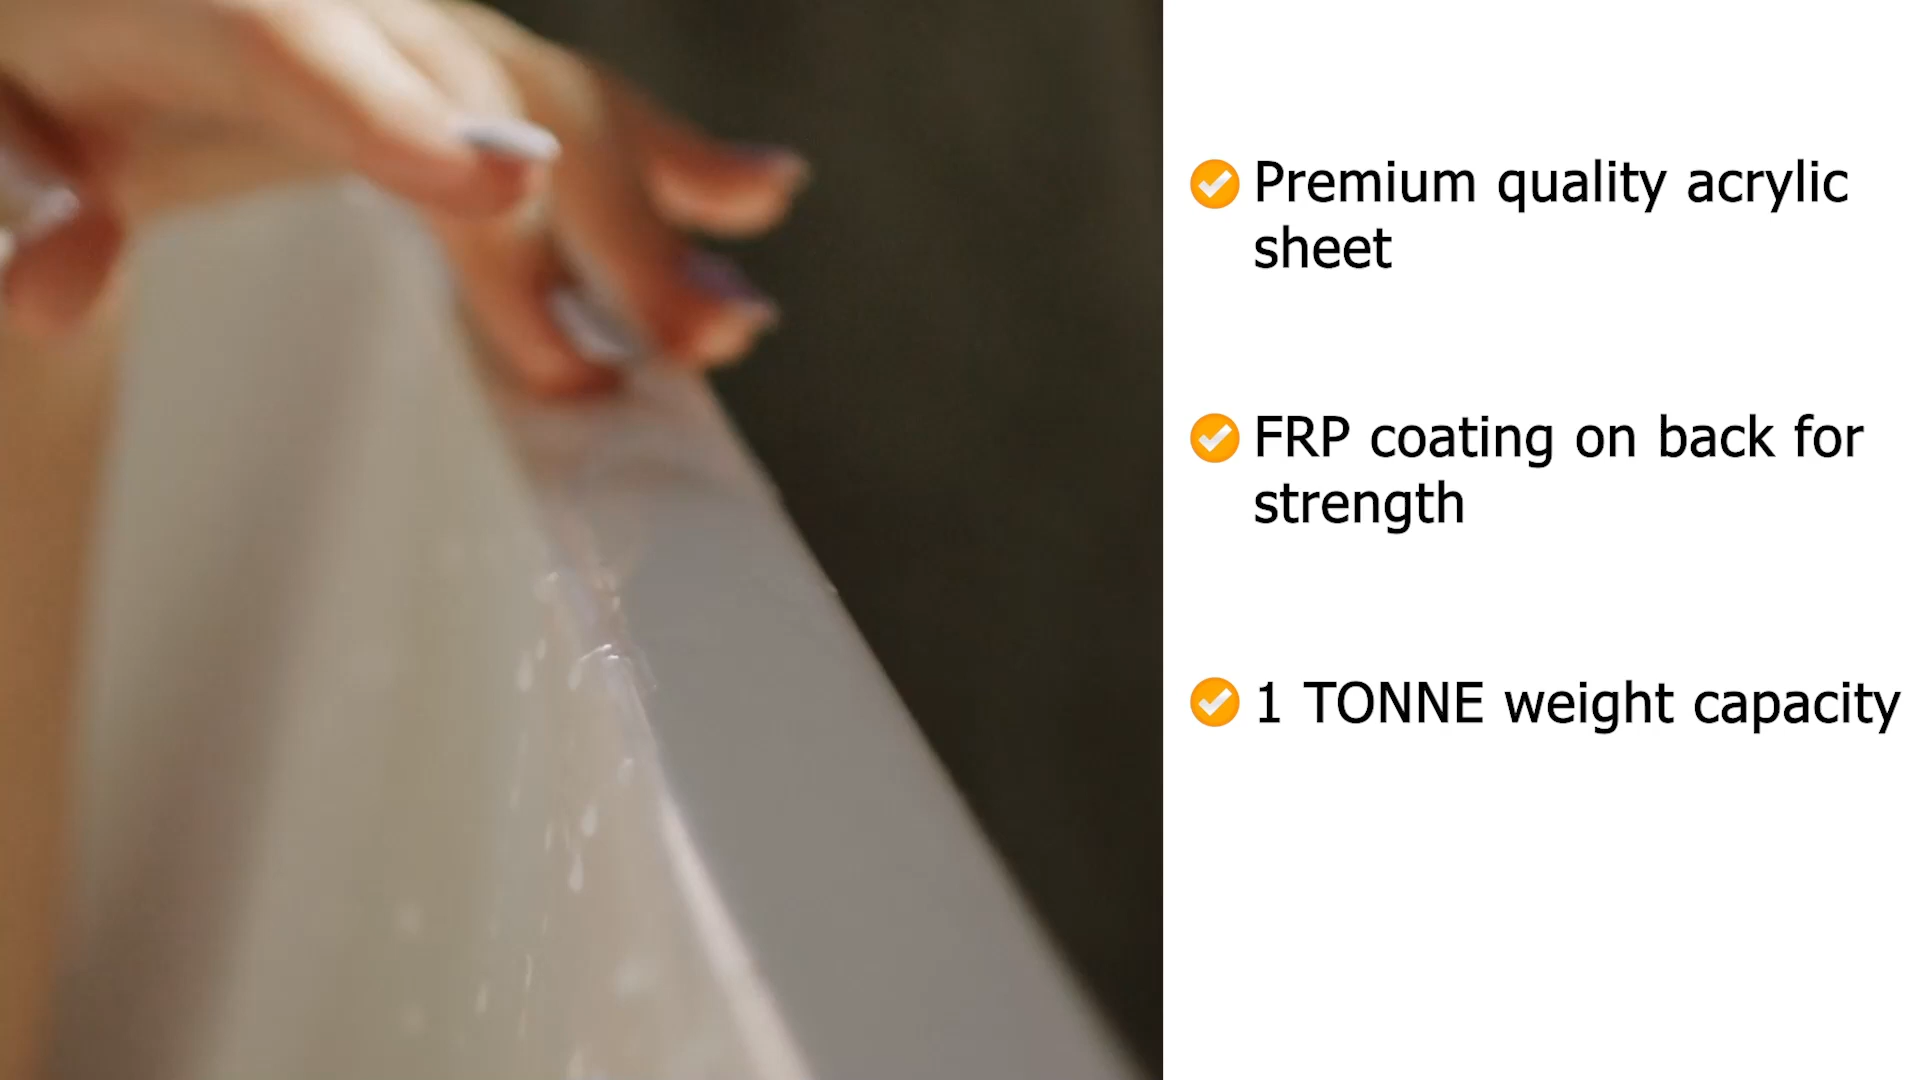 Premium quality acrylic
sheet
FRP coating on back for
strength
1 TONNE weight capacity